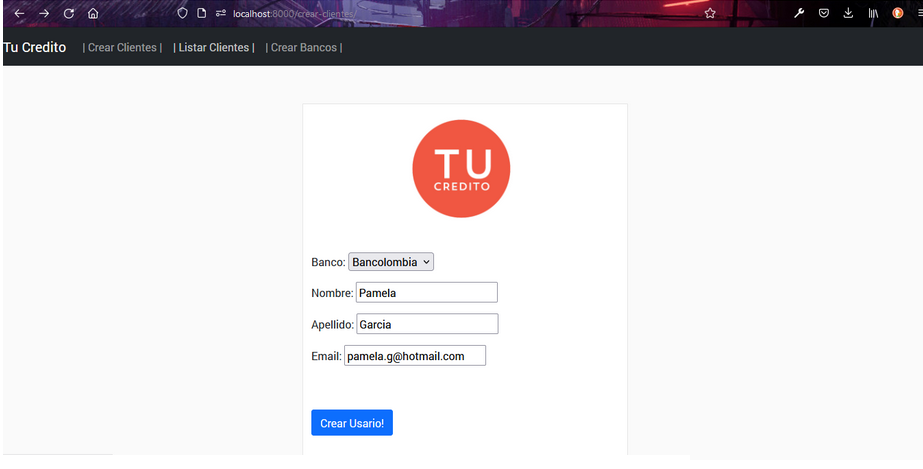 localhost:8000/crear-clientes/
Tu Credito | Crear Clientes | | Listar Clientes | | Crear Bancos |
TU
CREDITO
Banco: Bancolombia
Nombre: Pamela
Apellido: Garcia
Email: pamela.g@hotmail.com
Crear Usario!